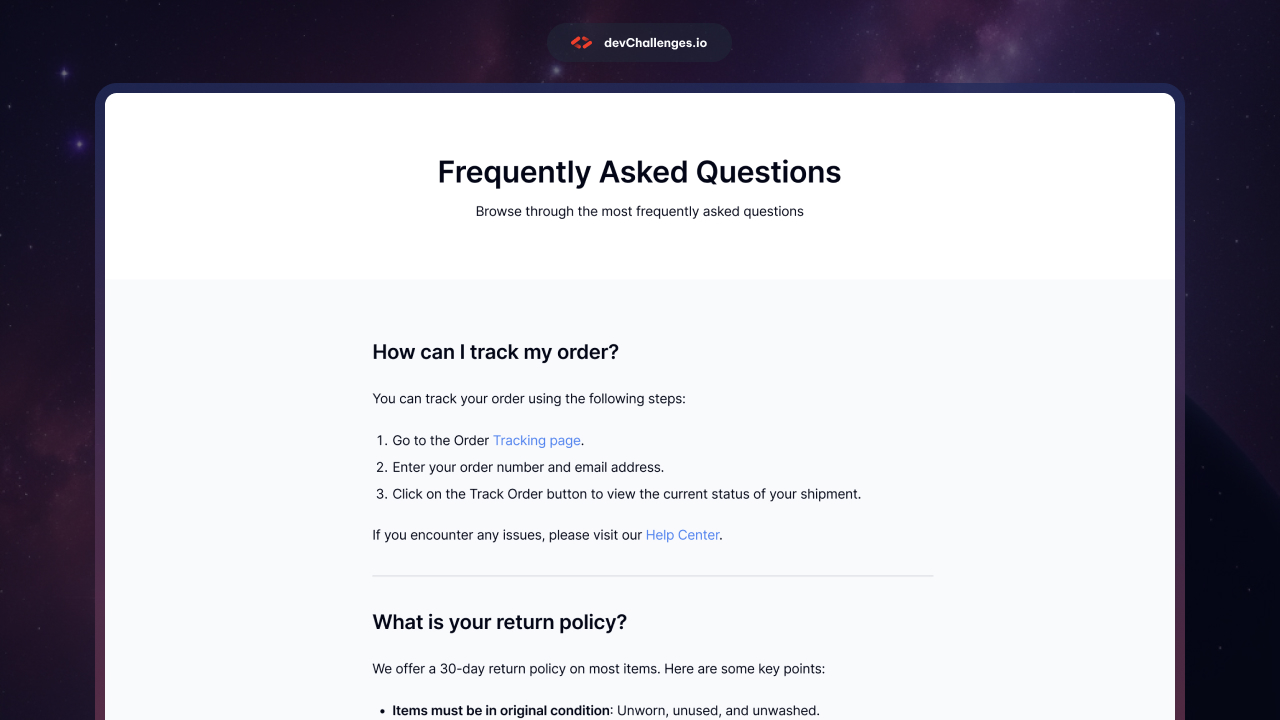 devChallenges.io
Frequently Asked Questions
Browse through the most frequently asked questions
How can I track my order?
You can track your order using the following steps:
1. Go to the Order Tracking page.
2. Enter your order number and email address.
3. Click on the Track Order button to view the current status of your shipment.
If you encounter any issues, please visit our Help Center.
What is your return policy?
We offer a 30-day return policy on most items. Here are some key points:
• Items must be in original condition: Unworn, unused, and unwashed.